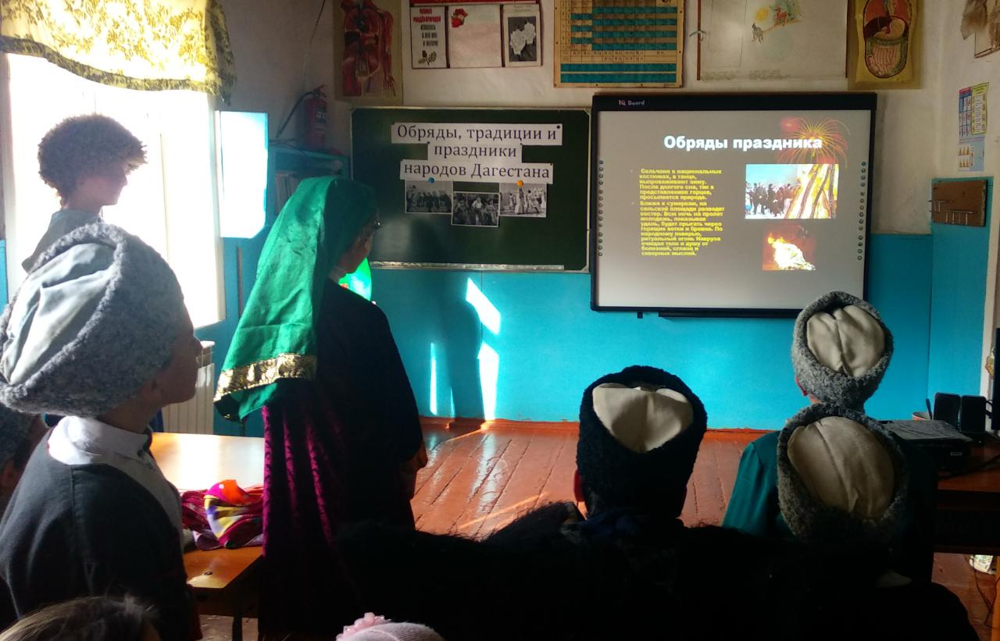 ЧЕЛОВЕК
IQ Board
Обряды, традиции и
праздники
народов Дагестана
Обряды праздника
Сельчане в национальных
костюмах, в танце,
выпроваживают зиму.
После долгого сна, так в
представлениях горцев,
просыпается природа.
Ближе к сумеркам, на
сельской площади разводят
костер. Всю ночь на пролет
молодежь, показывая
удаль, будет прыгать через
горящие ветки и бревна. По
народному поверью,
ритуальный огонь Навруза
очищал тело и душу от
болезней, сглаза и
скверных мыслей.